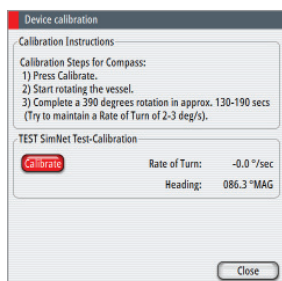 Device calibration
Calibration Instructions
Calibration Steps for Compass:
1) Press Calibrate.
2) Start rotating the vessel.
3) Complete a 390 degrees rotation in approx. 130-190 secs
(Try to maintain a Rate of Turn of 2-3 deg/s).
TEST SimNet Test-Calibration
Calibrate Rate of Turn: -0.0 °/sec
Heading: 086.3 °MAG
Close